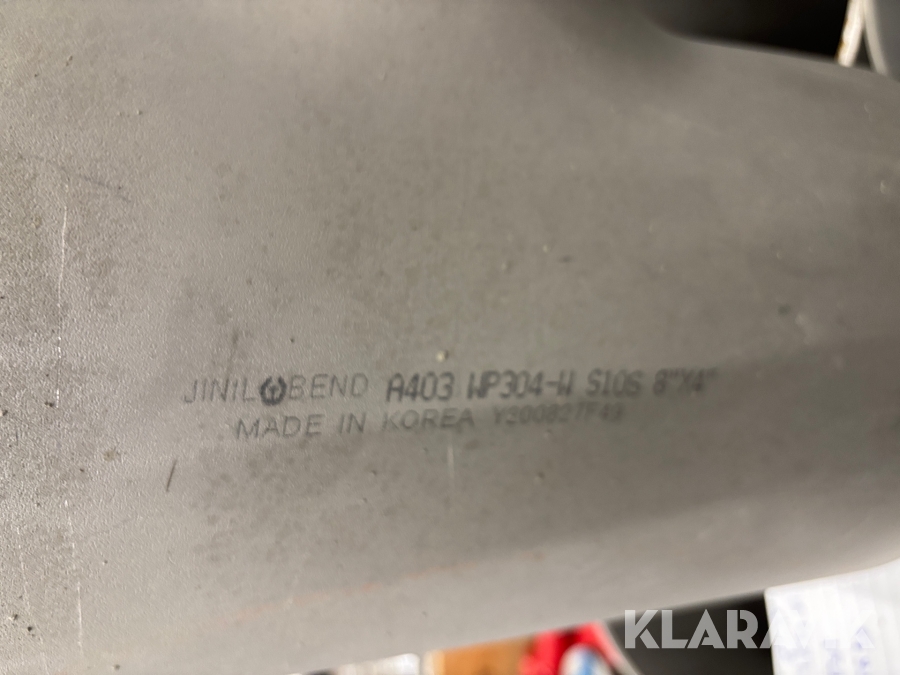 JINIL BEND A403 WP304-W S10S 8"X4"
MADE IN KOREA
KLARA